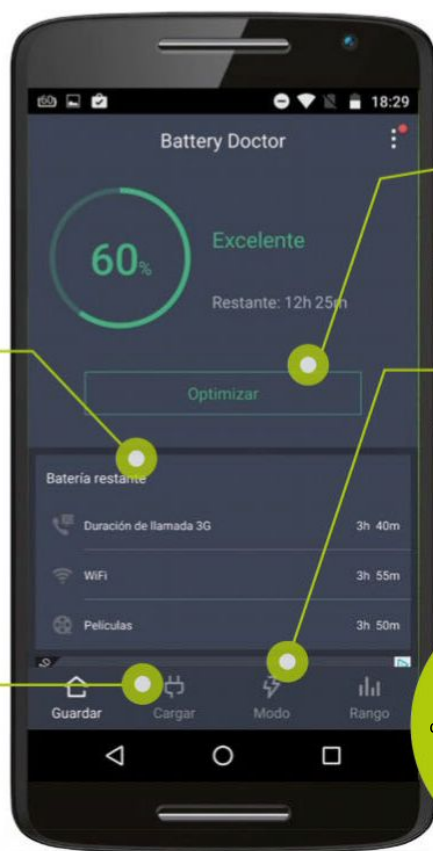 60
18:29
Battery Doctor
60%
Excelente
Restante: 12h 25m
Optimizar
Batería restante
Duración de llamada 3G 3h 40m
WiFi 3h 55m
Películas 3h 50m
Guardar Cargar Modo Rango